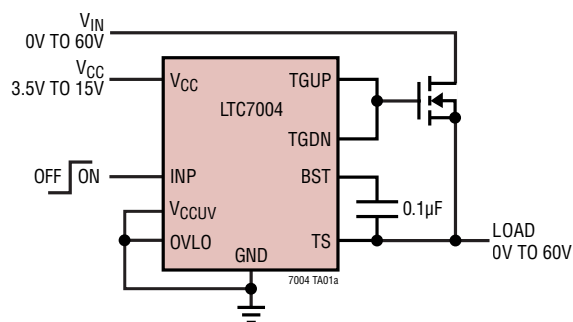 VIN
0V TO 60V
VCC
3.5V TO 15V
VCC
TGUP
LTC7004
TGDN
OFF
ON
INP
BST
VCCUV
0.1µF
OVLO
TS
LOAD
0V TO 60V
GND
7004 TA01a